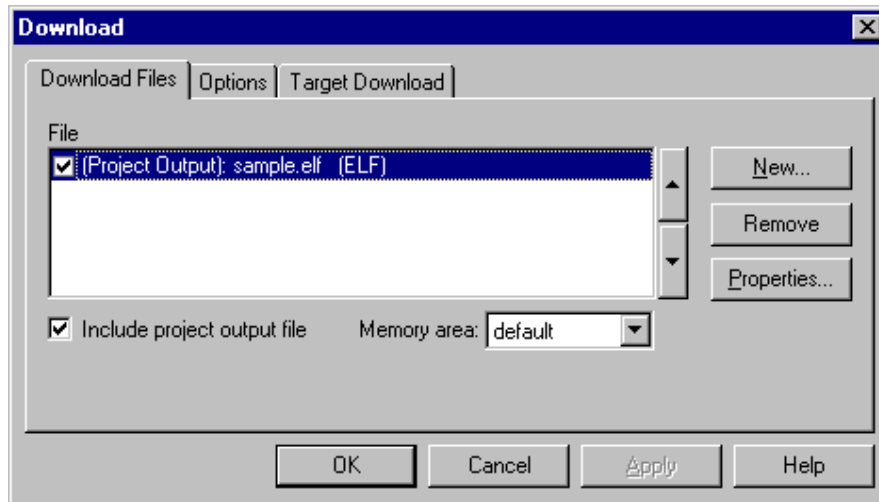 Download
Download Files Options Target Download
File
(Project Output): sample.elf (ELF)
New...
Remove
Properties...
Include project output file Memory area: default
OK Cancel Apply Help